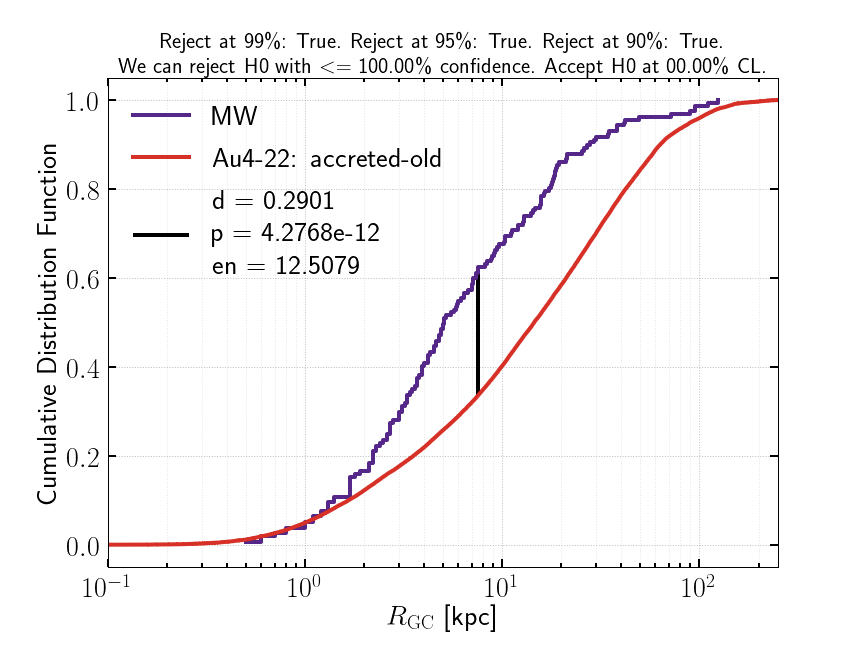 Reject at 99%: True. Reject at 95%: True. Reject at 90%: True.
We can reject H0 with <= 100.00% confidence. Accept H0 at 00.00% CL.
MW
Au4-22: accreted-old
d = 0.2901
p = 4.2768e-12
en = 12.5079
Cumulative Distribution Function
1.0
0.8
0.6
0.4
0.2
0.0
10⁻¹ 10⁰ 10¹ 10²
R_GC [kpc]